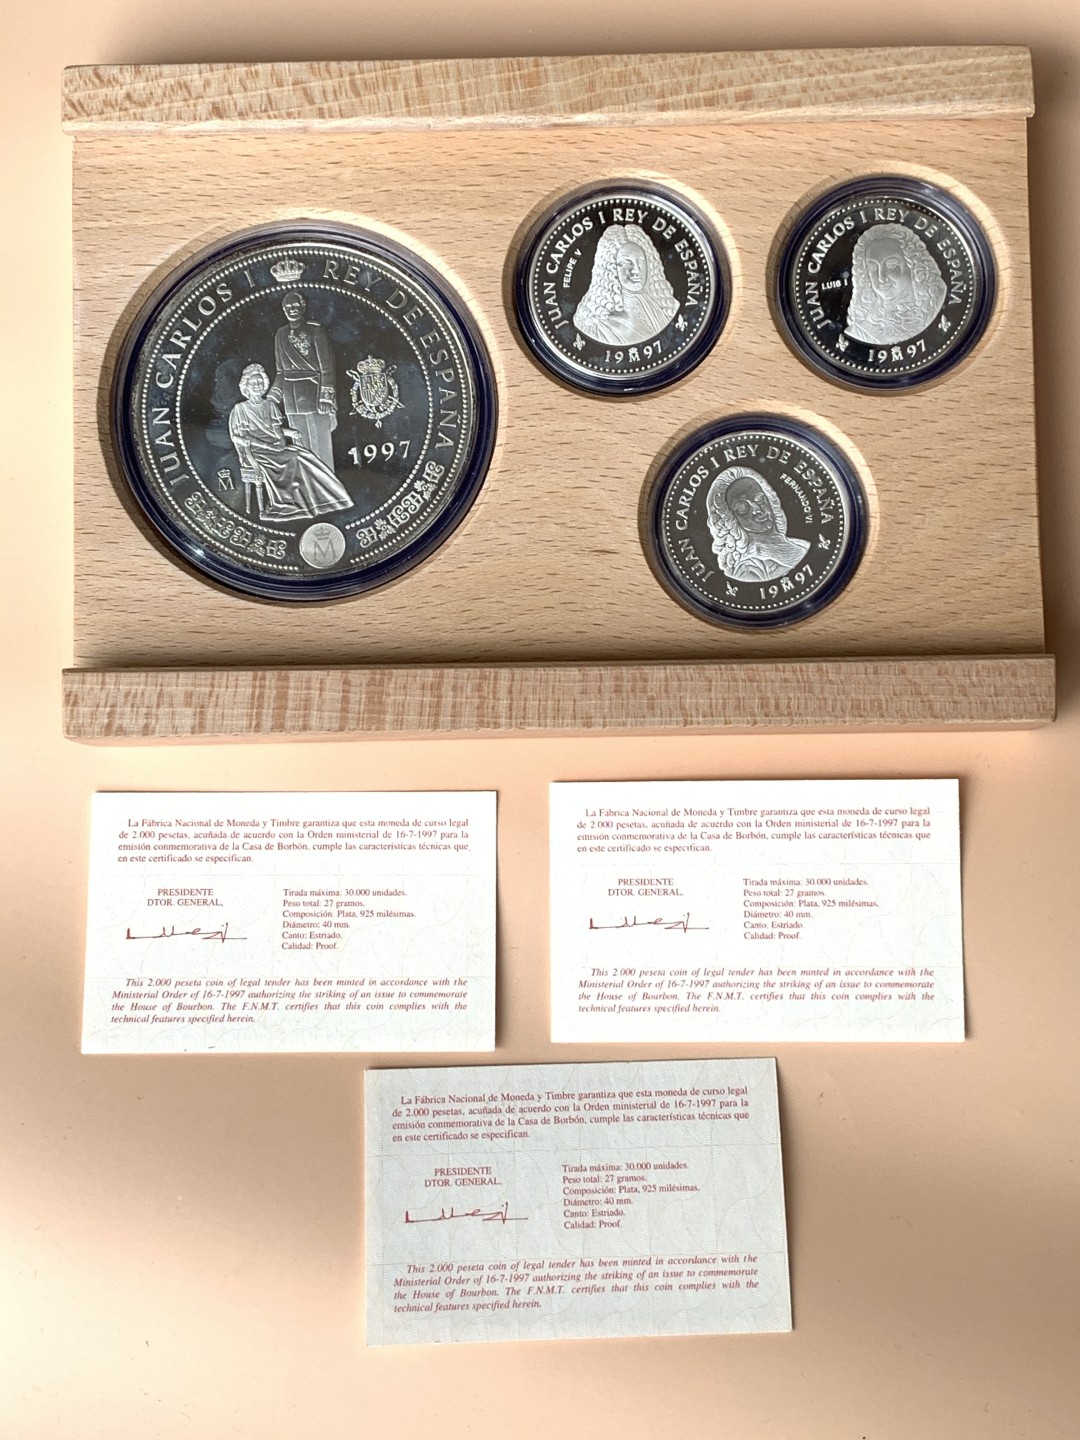 JUAN CARLOS I REY DE ESPAÑA
1997
M
M
JUAN CARLOS I REY DE ESPAÑA
FELIPE V
19 M 97
JUAN CARLOS I REY DE ESPAÑA
LUIS I
19 M 97
JUAN CARLOS I REY DE ESPAÑA
FERNANDO VI
19 M 97
La Fábrica Nacional de Moneda y Timbre garantiza que esta moneda de curso legal
de 2.000 pesetas, acuñada de acuerdo con la Orden ministerial de 16-7-1997 para la
emisión conmemorativa de la Casa de Borbón, cumple las características técnicas que
en este certificado se especifican.
PRESIDENTE
DTOR. GENERAL,
Tirada máxima: 30.000 unidades.
Peso total: 27 gramos.
Composición: Plata, 925 milésimas.
Diámetro: 40 mm.
Canto: Estriado.
Calidad: Proof.
This 2.000 peseta coin of legal tender has been minted in accordance with the
Ministerial Order of 16-7-1997 authorizing the striking of an issue to commemorate
the House of Bourbon. The F.N.M.T. certifies that this coin complies with the
technical features specified herein.
La Fábrica Nacional de Moneda y Timbre garantiza que esta moneda de curso legal
de 2.000 pesetas, acuñada de acuerdo con la Orden ministerial de 16-7-1997 para la
emisión conmemorativa de la Casa de Borbón, cumple las características técnicas que
en este certificado se especifican.
PRESIDENTE
DTOR. GENERAL,
Tirada máxima: 30.000 unidades.
Peso total: 27 gramos.
Composición: Plata, 925 milésimas.
Diámetro: 40 mm.
Canto: Estriado.
Calidad: Proof.
This 2.000 peseta coin of legal tender has been minted in accordance with the
Ministerial Order of 16-7-1997 authorizing the striking of an issue to commemorate
the House of Bourbon. The F.N.M.T. certifies that this coin complies with the
technical features specified herein.
La Fábrica Nacional de Moneda y Timbre garantiza que esta moneda de curso legal
de 2.000 pesetas, acuñada de acuerdo con la Orden ministerial de 16-7-1997 para la
emisión conmemorativa de la Casa de Borbón, cumple las características técnicas que
en este certificado se especifican.
PRESIDENTE
DTOR. GENERAL,
Tirada máxima: 30.000 unidades.
Peso total: 27 gramos.
Composición: Plata, 925 milésimas.
Diámetro: 40 mm.
Canto: Estriado.
Calidad: Proof.
This 2.000 peseta coin of legal tender has been minted in accordance with the
Ministerial Order of 16-7-1997 authorizing the striking of an issue to commemorate
the House of Bourbon. The F.N.M.T. certifies that this coin complies with the
technical features specified herein.